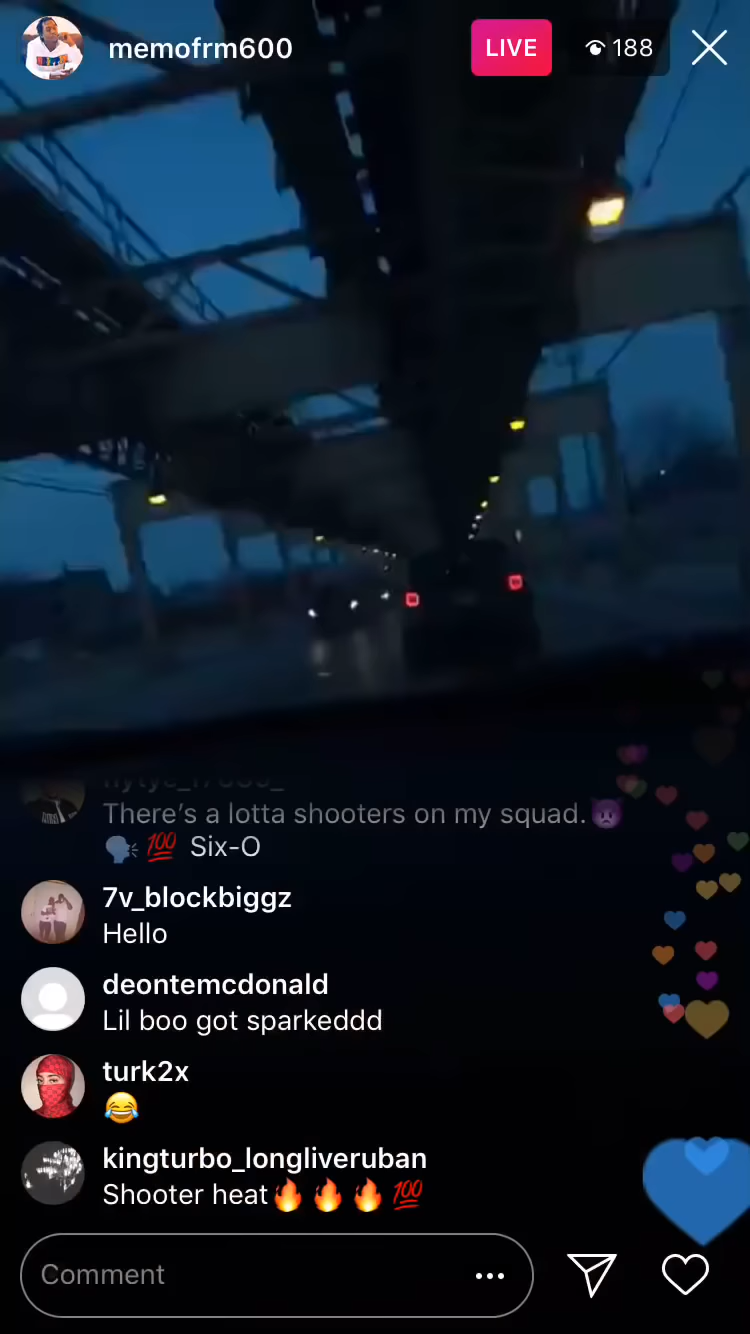 memofrm600
LIVE
188
There's a lotta shooters on my squad.😈
🗣💯 Six-O
7v_blockbiggz
Hello
deontemcdonald
Lil boo got sparkeddd
turk2x
😂
kingturbo_longliveruban
Shooter heat🔥🔥🔥💯
Comment